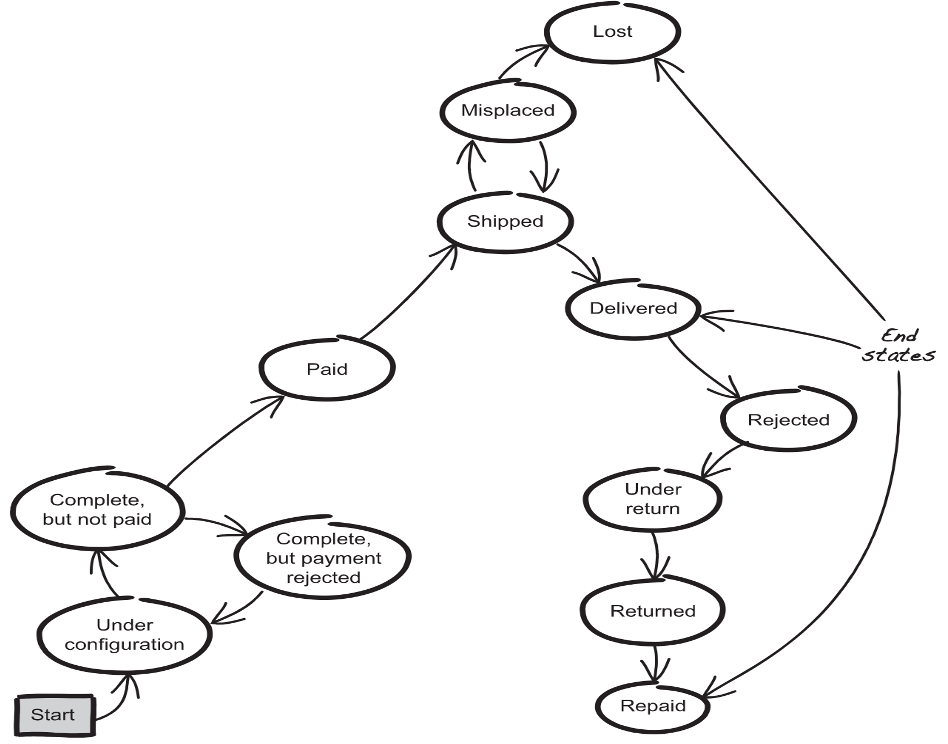 Lost
Misplaced
Shipped
Delivered
End
states
Paid
Rejected
Complete,
but not paid
Under
return
Complete,
but payment
rejected
Returned
Under
configuration
Repaid
Start